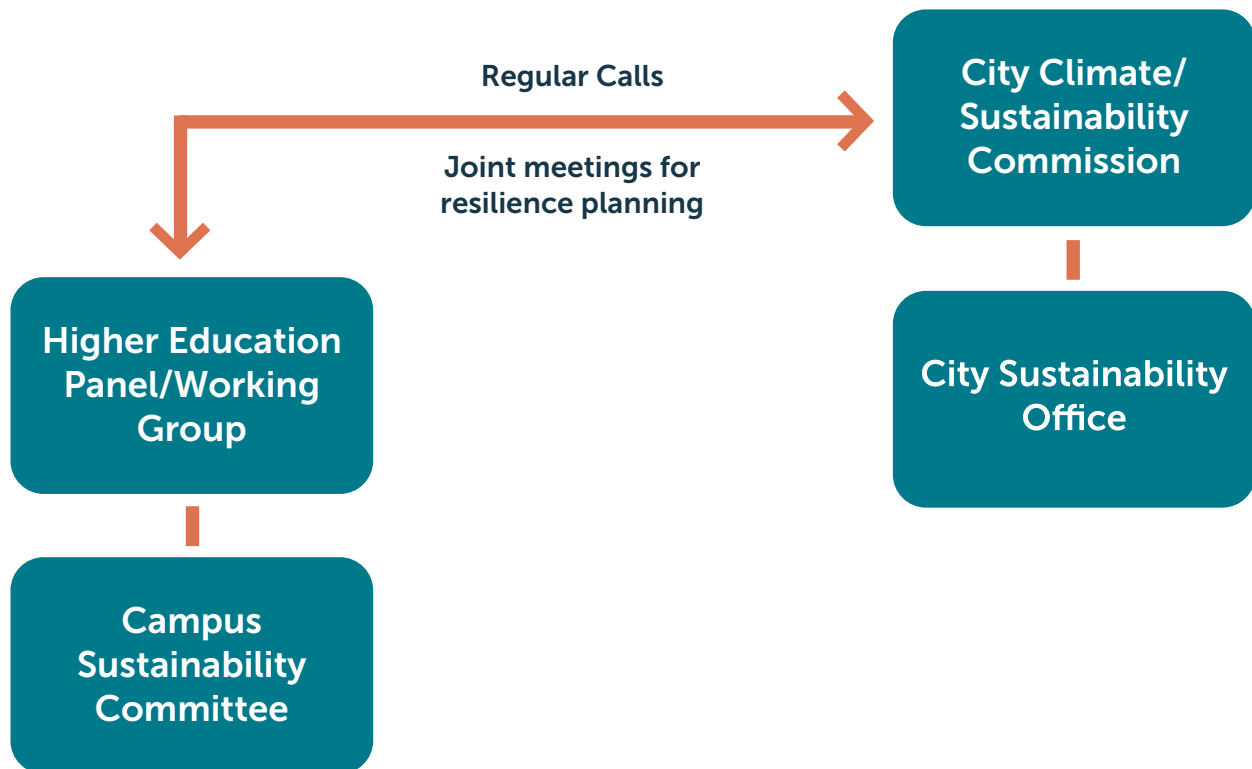 Regular Calls
Joint meetings for
resilience planning
City Climate/
Sustainability
Commission
Higher Education
Panel/Working
Group
City Sustainability
Office
Campus
Sustainability
Committee